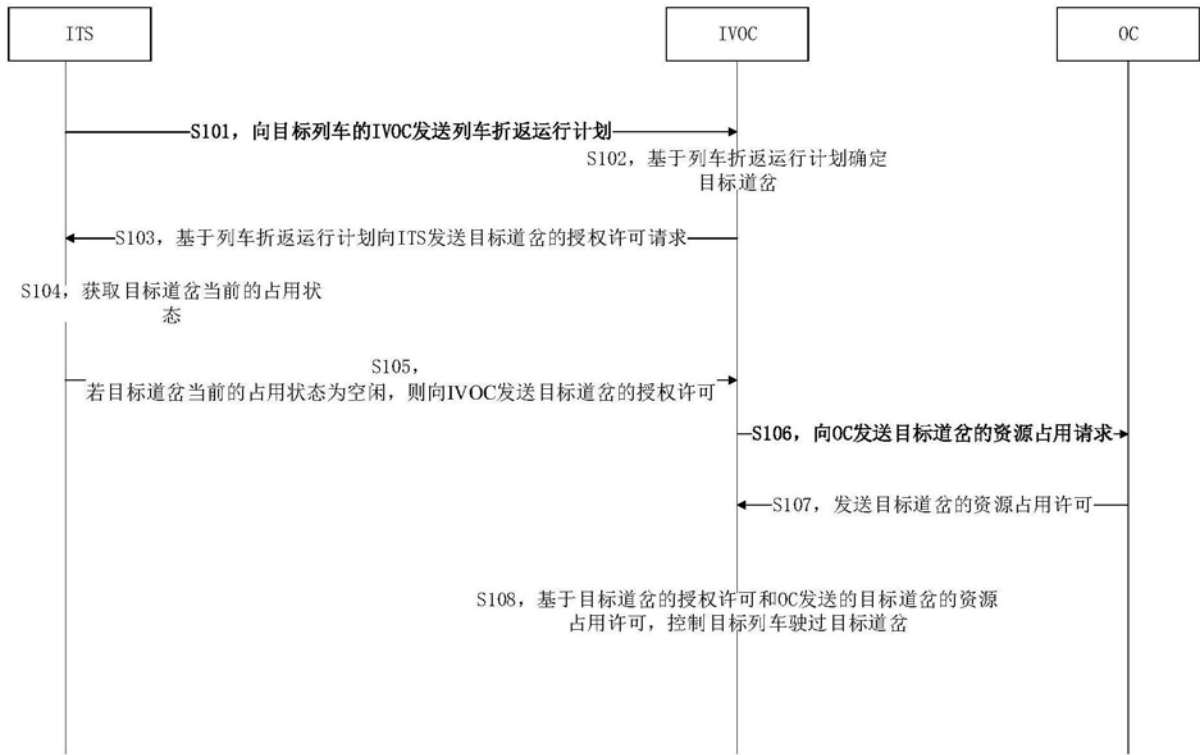 ITS
IVOC
OC
S101，向目标列车的IVOC发送列车折返运行计划
S102，基于列车折返运行计划确定
目标道岔
S103，基于列车折返运行计划向ITS发送目标道岔的授权许可请求
S104，获取目标道岔当前的占用状
态
S105，
若目标道岔当前的占用状态为空闲，则向IVOC发送目标道岔的授权许可
S106，向OC发送目标道岔的资源占用请求
S107，发送目标道岔的资源占用许可
S108，基于目标道岔的授权许可和OC发送的目标道岔的资源
占用许可，控制目标列车驶过目标道岔